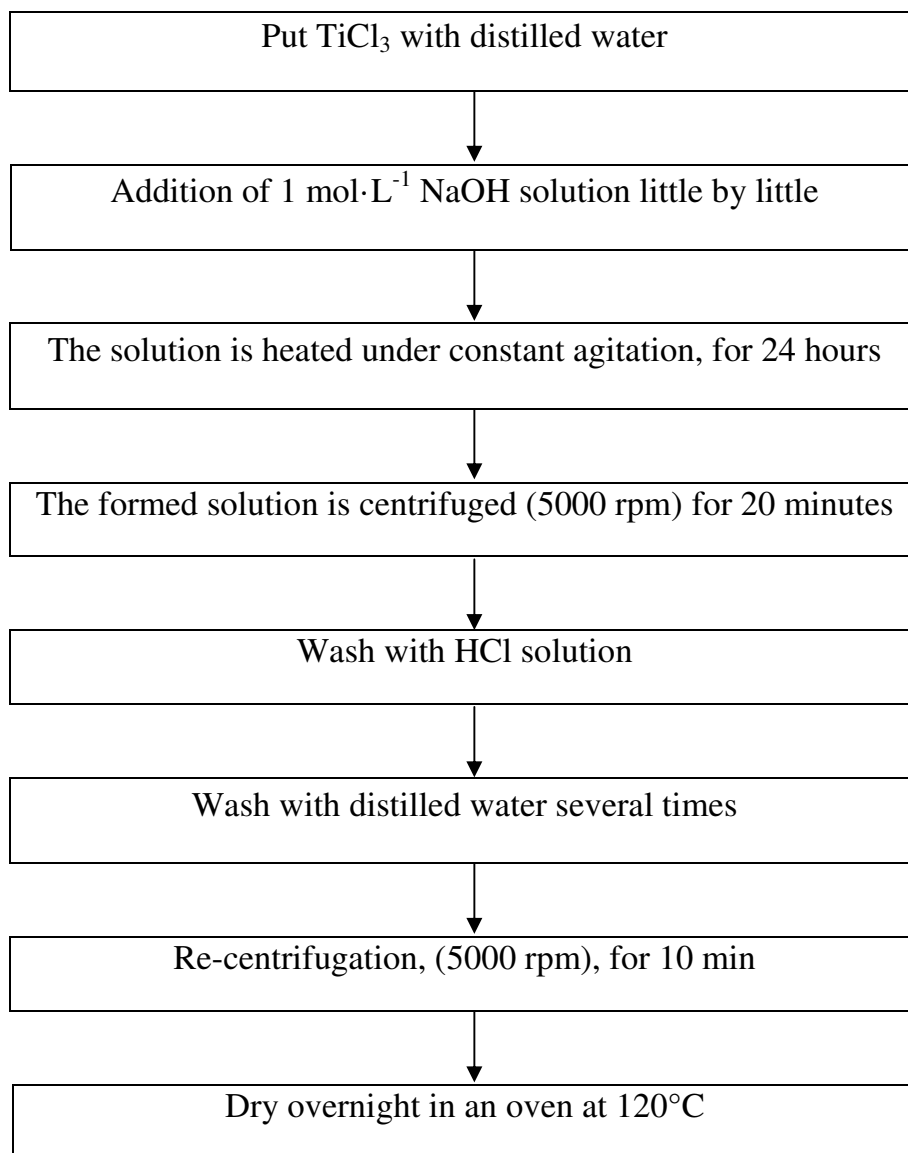 Put TiCl₃ with distilled water
Addition of 1 mol·L⁻¹ NaOH solution little by little
The solution is heated under constant agitation, for 24 hours
The formed solution is centrifuged (5000 rpm) for 20 minutes
Wash with HCl solution
Wash with distilled water several times
Re-centrifugation, (5000 rpm), for 10 min
Dry overnight in an oven at 120°C